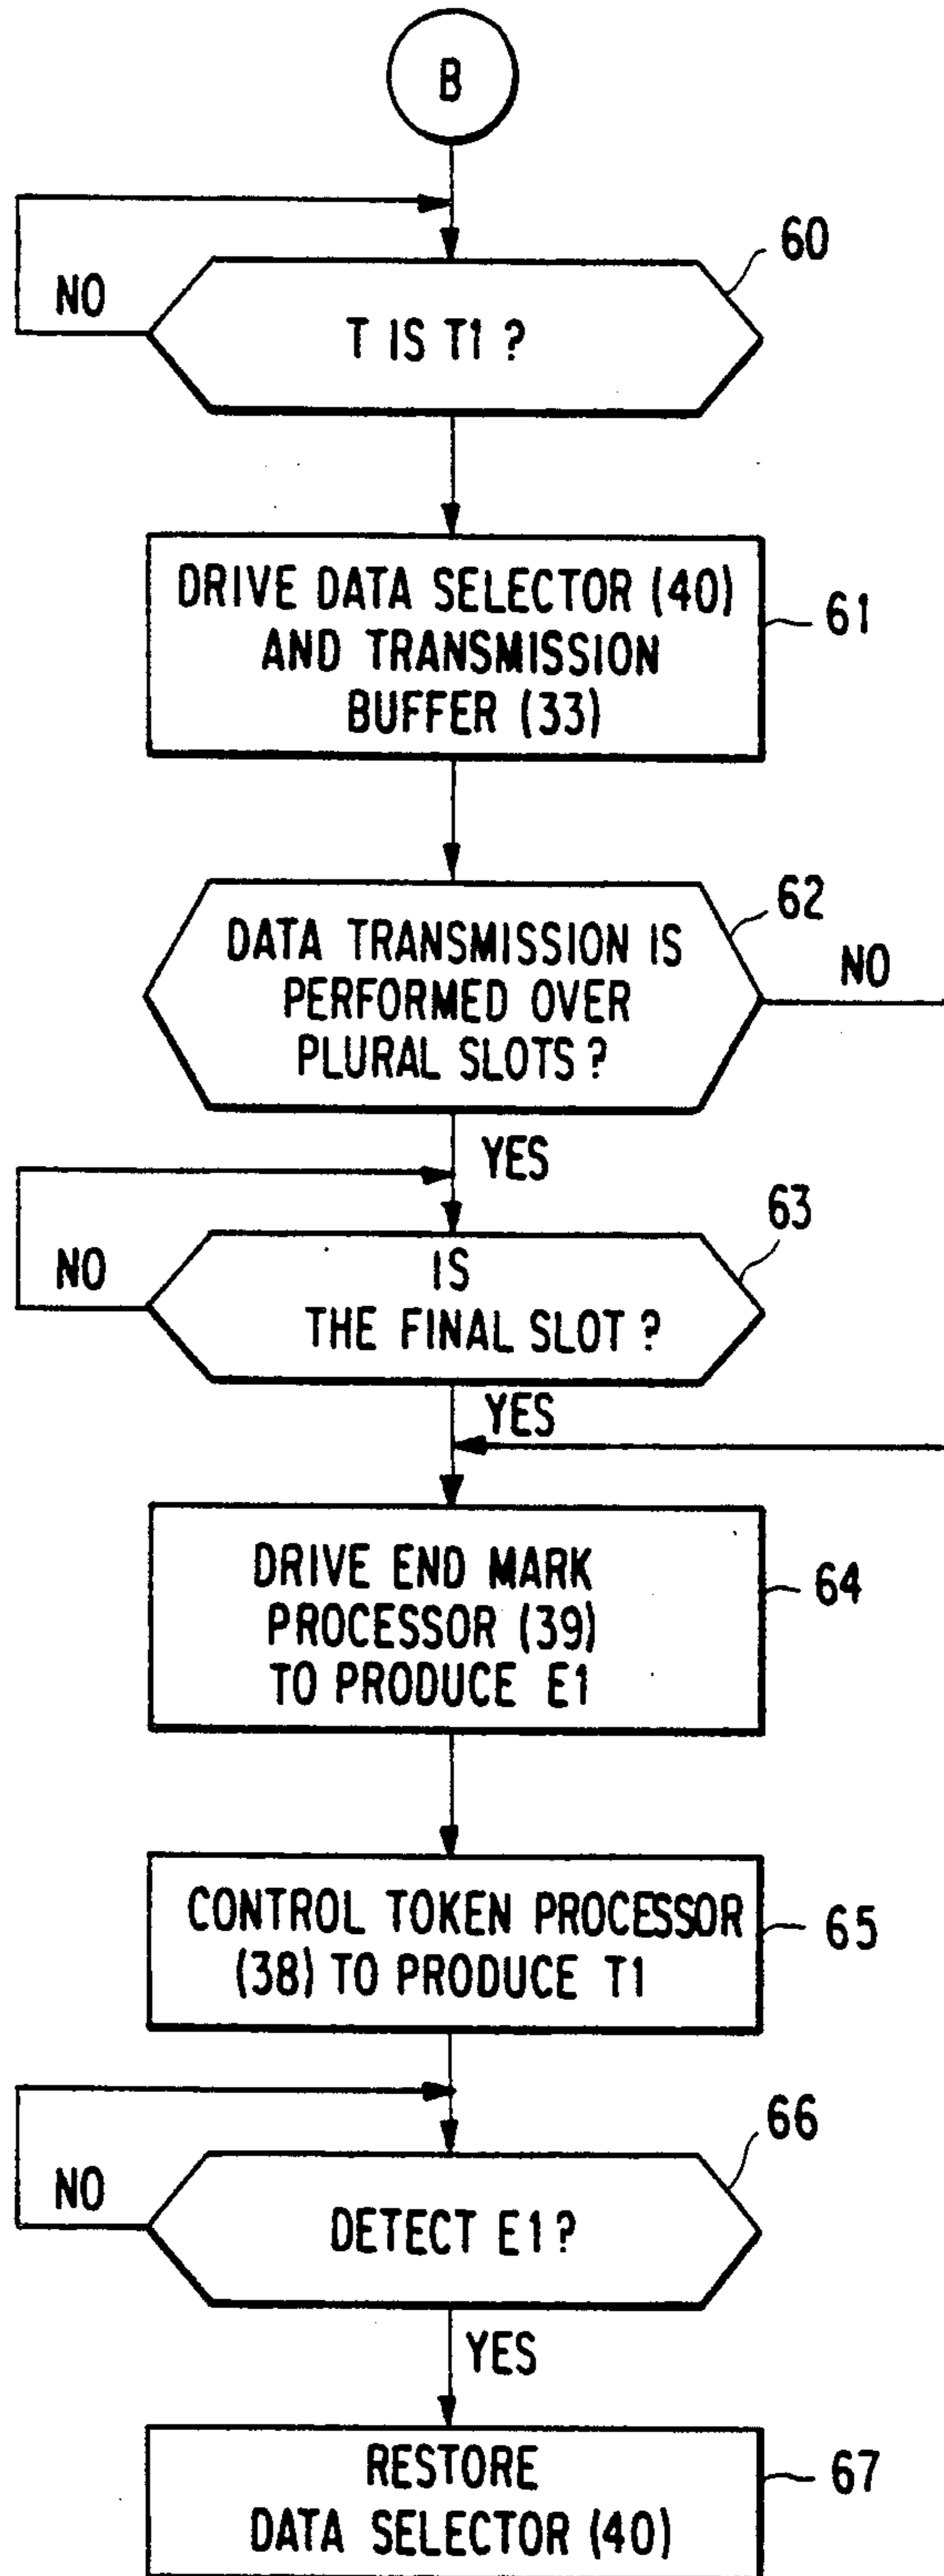 B
60
NO
T IS T1 ?
DRIVE DATA SELECTOR (40)
AND TRANSMISSION
BUFFER (33)
61
62
DATA TRANSMISSION IS
PERFORMED OVER
PLURAL SLOTS ?
NO
YES
63
NO
IS
THE FINAL SLOT ?
YES
DRIVE END MARK
PROCESSOR (39)
TO PRODUCE E1
64
CONTROL TOKEN PROCESSOR
(38) TO PRODUCE T1
65
66
NO
DETECT E1 ?
YES
RESTORE
DATA SELECTOR (40)
67